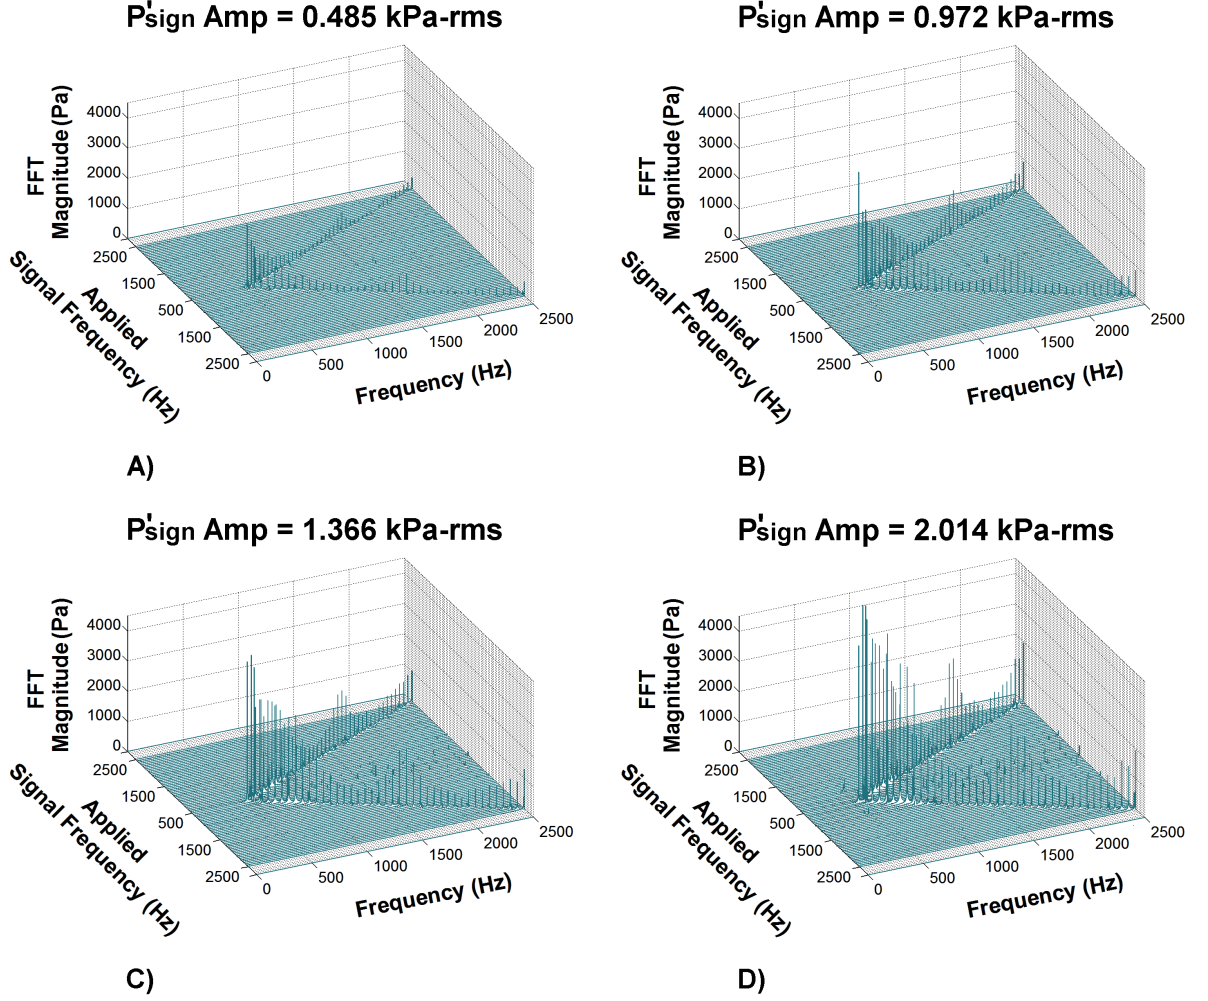 P'sign Amp = 0.485 kPa-rms
FFT
Magnitude (Pa)
4000
3000
2000
1000
0
2500
1500
500
1500
2500
Applied
Signal Frequency (Hz)
0
500
1000
1500
2000
2500
Frequency (Hz)
A)
P'sign Amp = 0.972 kPa-rms
FFT
Magnitude (Pa)
4000
3000
2000
1000
0
2500
1500
500
1500
2500
Applied
Signal Frequency (Hz)
0
500
1000
1500
2000
2500
Frequency (Hz)
B)
P'sign Amp = 1.366 kPa-rms
FFT
Magnitude (Pa)
4000
3000
2000
1000
0
2500
1500
500
1500
2500
Applied
Signal Frequency (Hz)
0
500
1000
1500
2000
2500
Frequency (Hz)
C)
P'sign Amp = 2.014 kPa-rms
FFT
Magnitude (Pa)
4000
3000
2000
1000
0
2500
1500
500
1500
2500
Applied
Signal Frequency (Hz)
0
500
1000
1500
2000
2500
Frequency (Hz)
D)